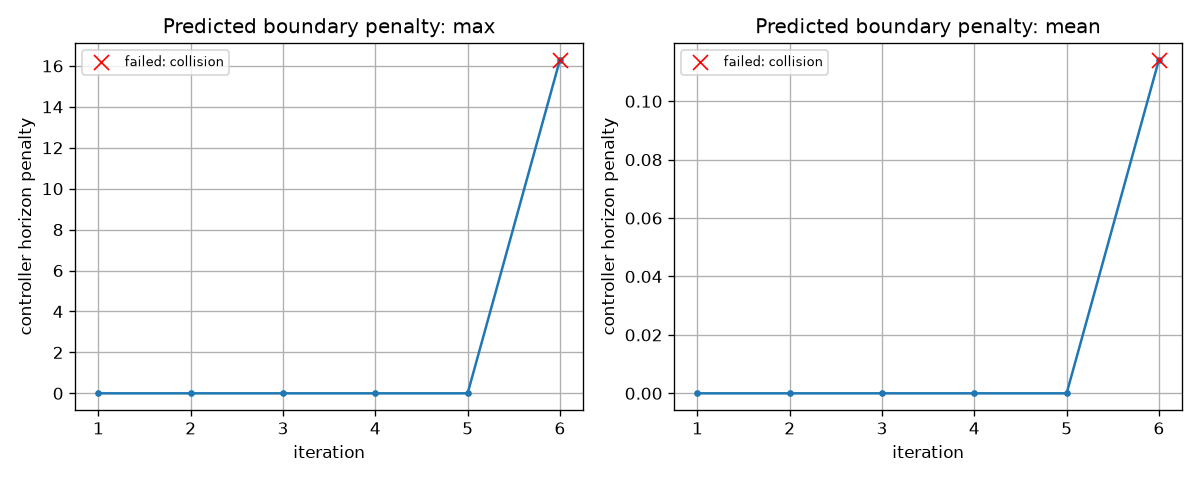 Predicted boundary penalty: max
failed: collision
controller horizon penalty
16
14
12
10
8
6
4
2
0
1 2 3 4 5 6
iteration
Predicted boundary penalty: mean
failed: collision
controller horizon penalty
0.10
0.08
0.06
0.04
0.02
0.00
1 2 3 4 5 6
iteration